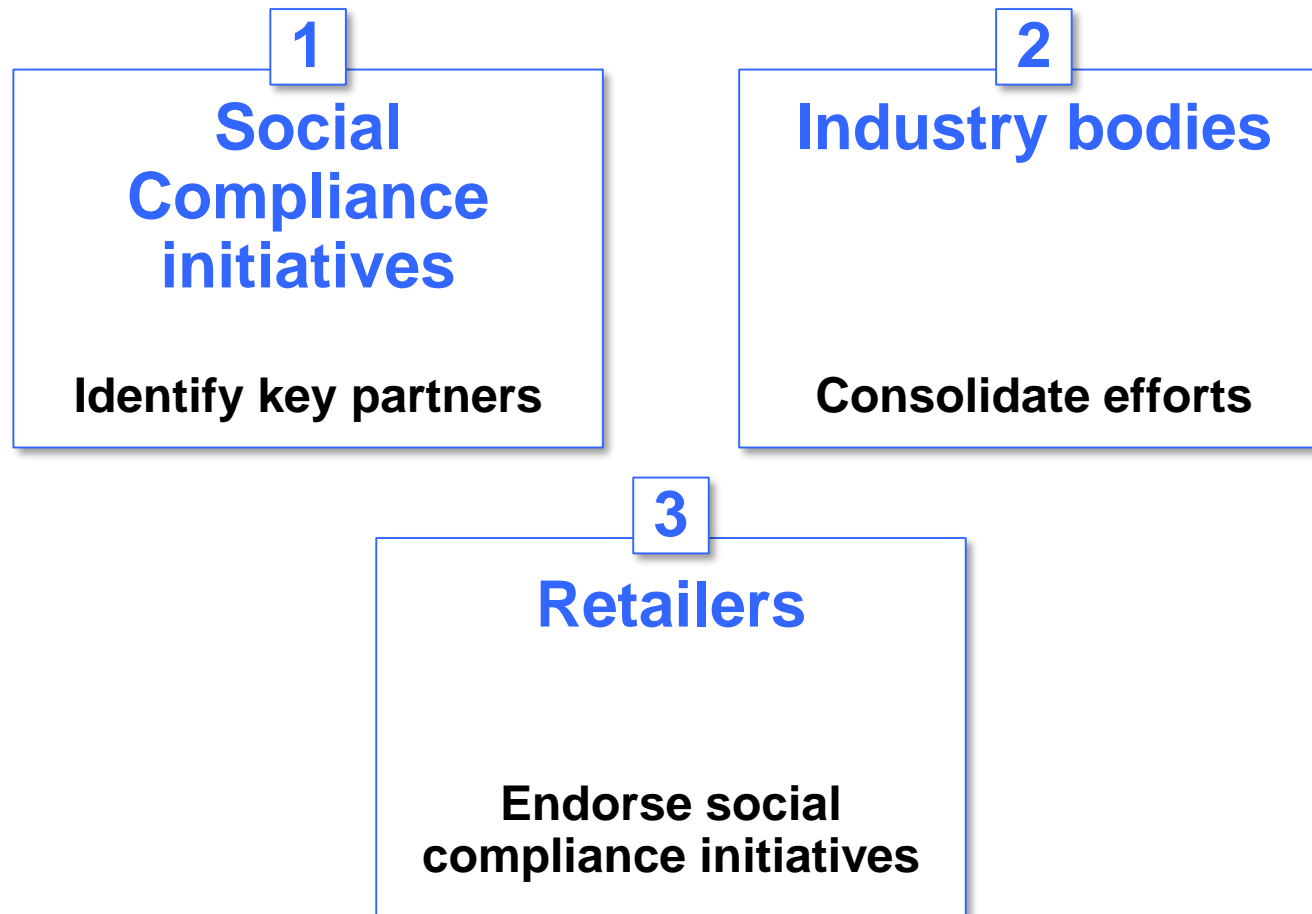 1
Social
Compliance
initiatives
Identify key partners
2
Industry bodies
Consolidate efforts
3
Retailers
Endorse social
compliance initiatives